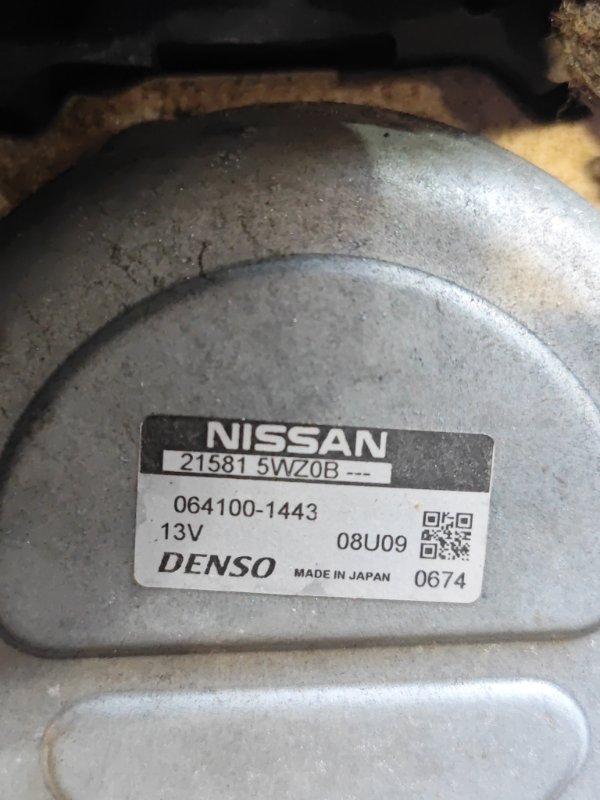 NISSAN
21581 5WZ0B ---
064100-1443
13V 08U09
DENSO MADE IN JAPAN 0674